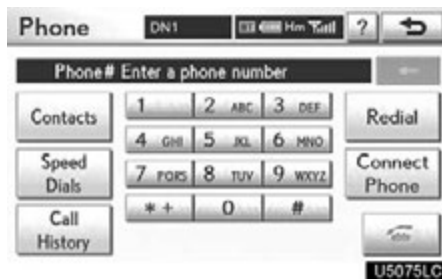 Phone DN1 Hm ?
Phone# Enter a phone number
Contacts 1 2 ABC 3 DEF Redial
4 GHI 5 JKL 6 MNO
Speed Dials 7 PQRS 8 TUV 9 WXYZ Connect Phone
*+ 0 #
Call History
U5075LC